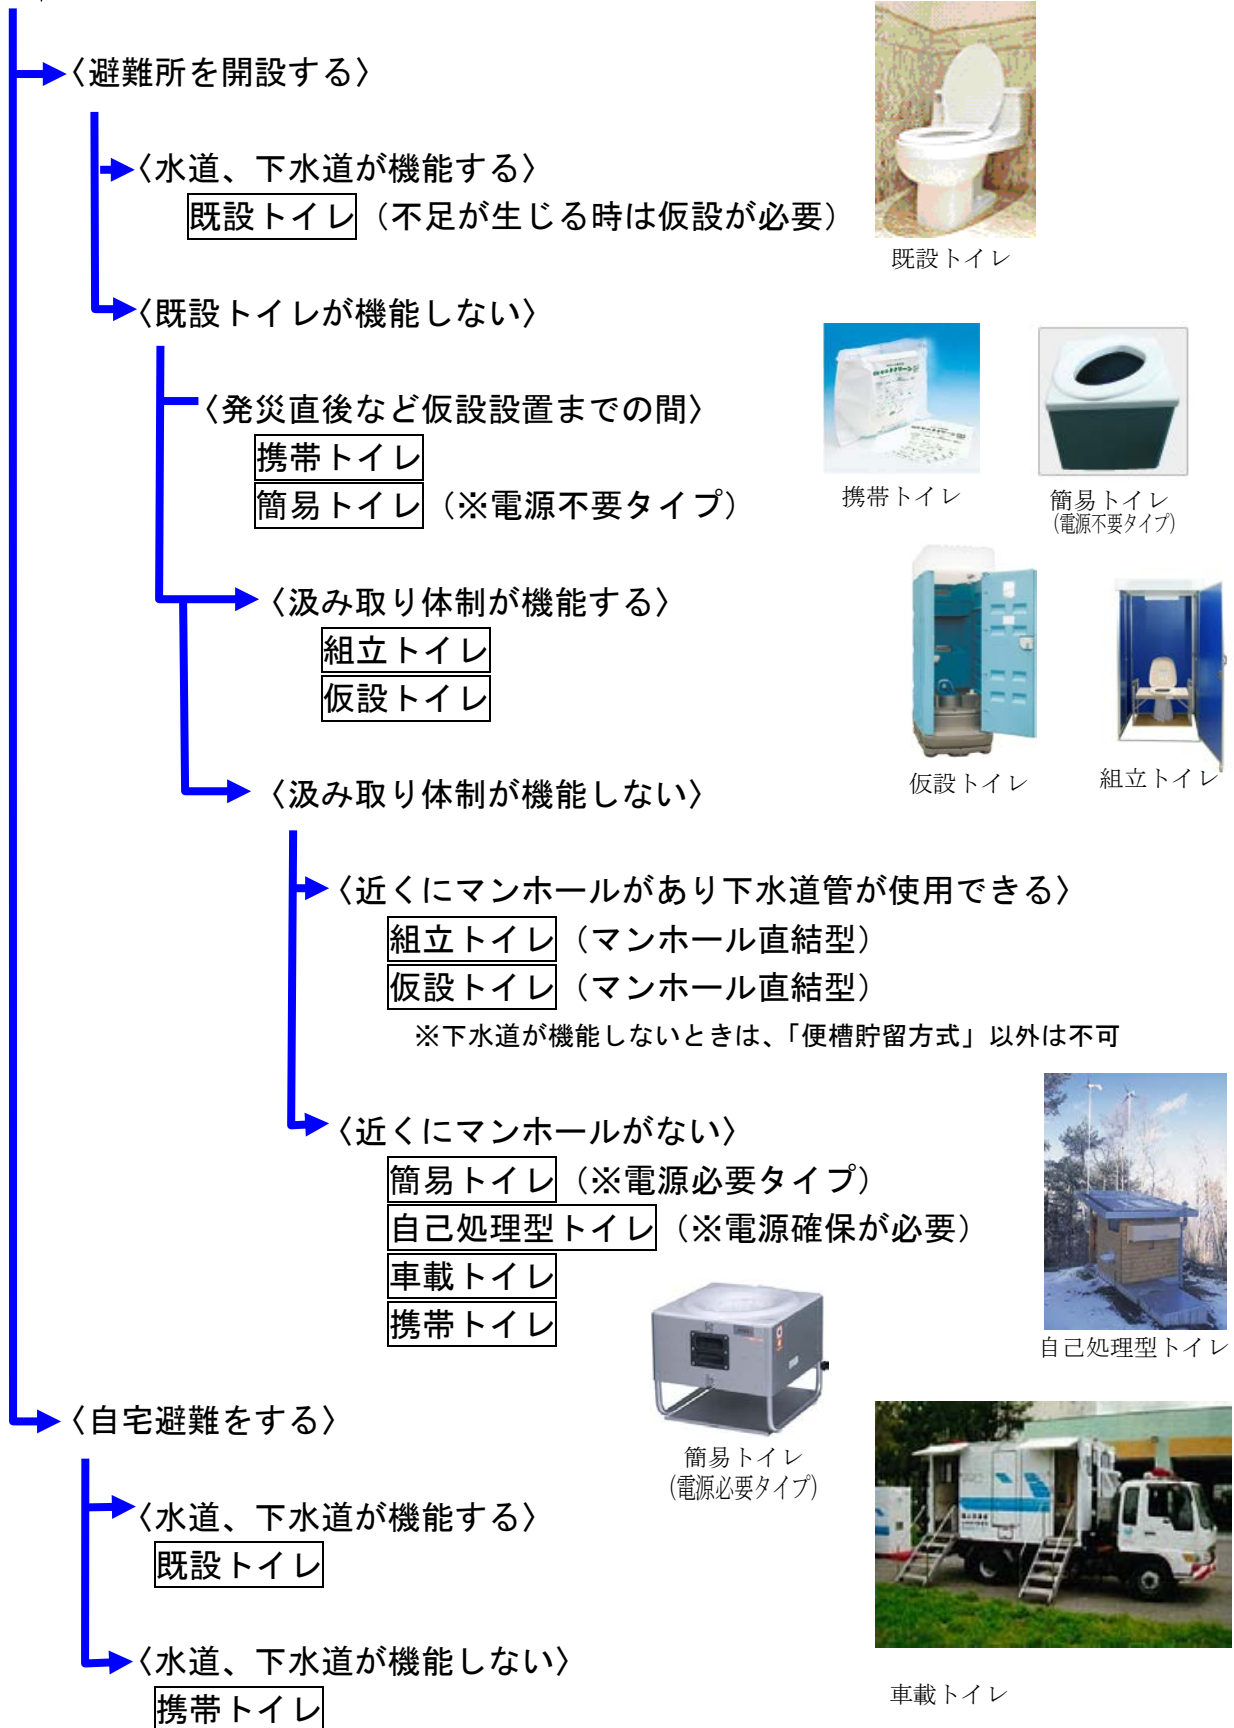 〈避難所を開設する〉
〈水道、下水道が機能する〉
既設トイレ（不足が生じる時は仮設が必要）
既設トイレ
〈既設トイレが機能しない〉
〈発災直後など仮設設置までの間〉
携帯トイレ
簡易トイレ（※電源不要タイプ）
携帯トイレ
簡易トイレ
（電源不要タイプ）
〈汲み取り体制が機能する〉
組立トイレ
仮設トイレ
仮設トイレ
組立トイレ
〈汲み取り体制が機能しない〉
〈近くにマンホールがあり下水道管が使用できる〉
組立トイレ（マンホール直結型）
仮設トイレ（マンホール直結型）
※下水道が機能しないときは、「便槽貯留方式」以外は不可
〈近くにマンホールがない〉
簡易トイレ（※電源必要タイプ）
自己処理型トイレ（※電源確保が必要）
車載トイレ
携帯トイレ
自己処理型トイレ
簡易トイレ
（電源必要タイプ）
〈自宅避難をする〉
〈水道、下水道が機能する〉
既設トイレ
〈水道、下水道が機能しない〉
携帯トイレ
車載トイレ